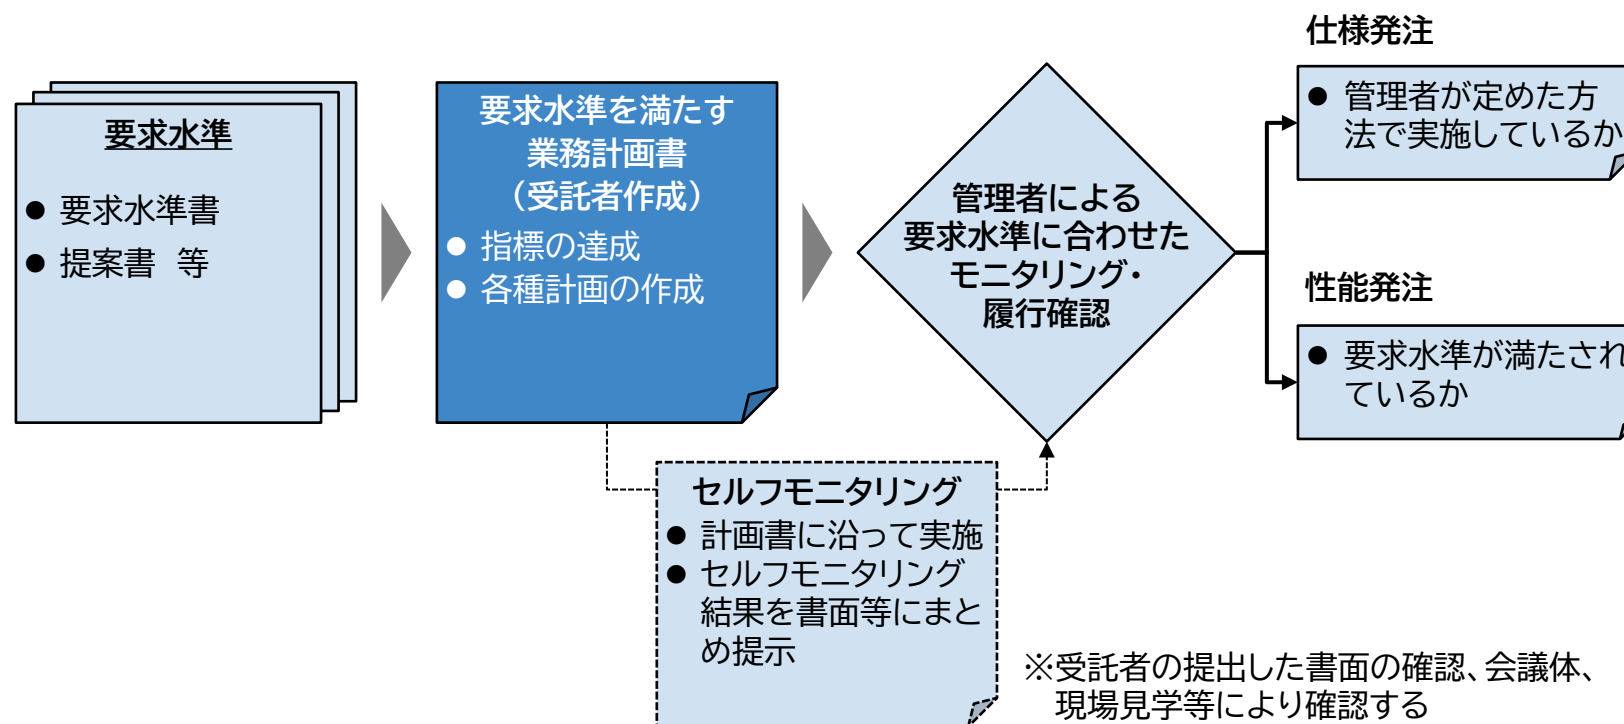 要求水準
● 要求水準書
● 提案書 等
要求水準を満たす
業務計画書
（受託者作成）
● 指標の達成
● 各種計画の作成
管理者による
要求水準に合わせた
モニタリング・
履行確認
仕様発注
● 管理者が定めた方
法で実施しているか
性能発注
● 要求水準が満たされ
ているか
セルフモニタリング
● 計画書に沿って実施
● セルフモニタリング
結果を書面等にまと
め提示
※受託者の提出した書面の確認、会議体、
現場見学等により確認する